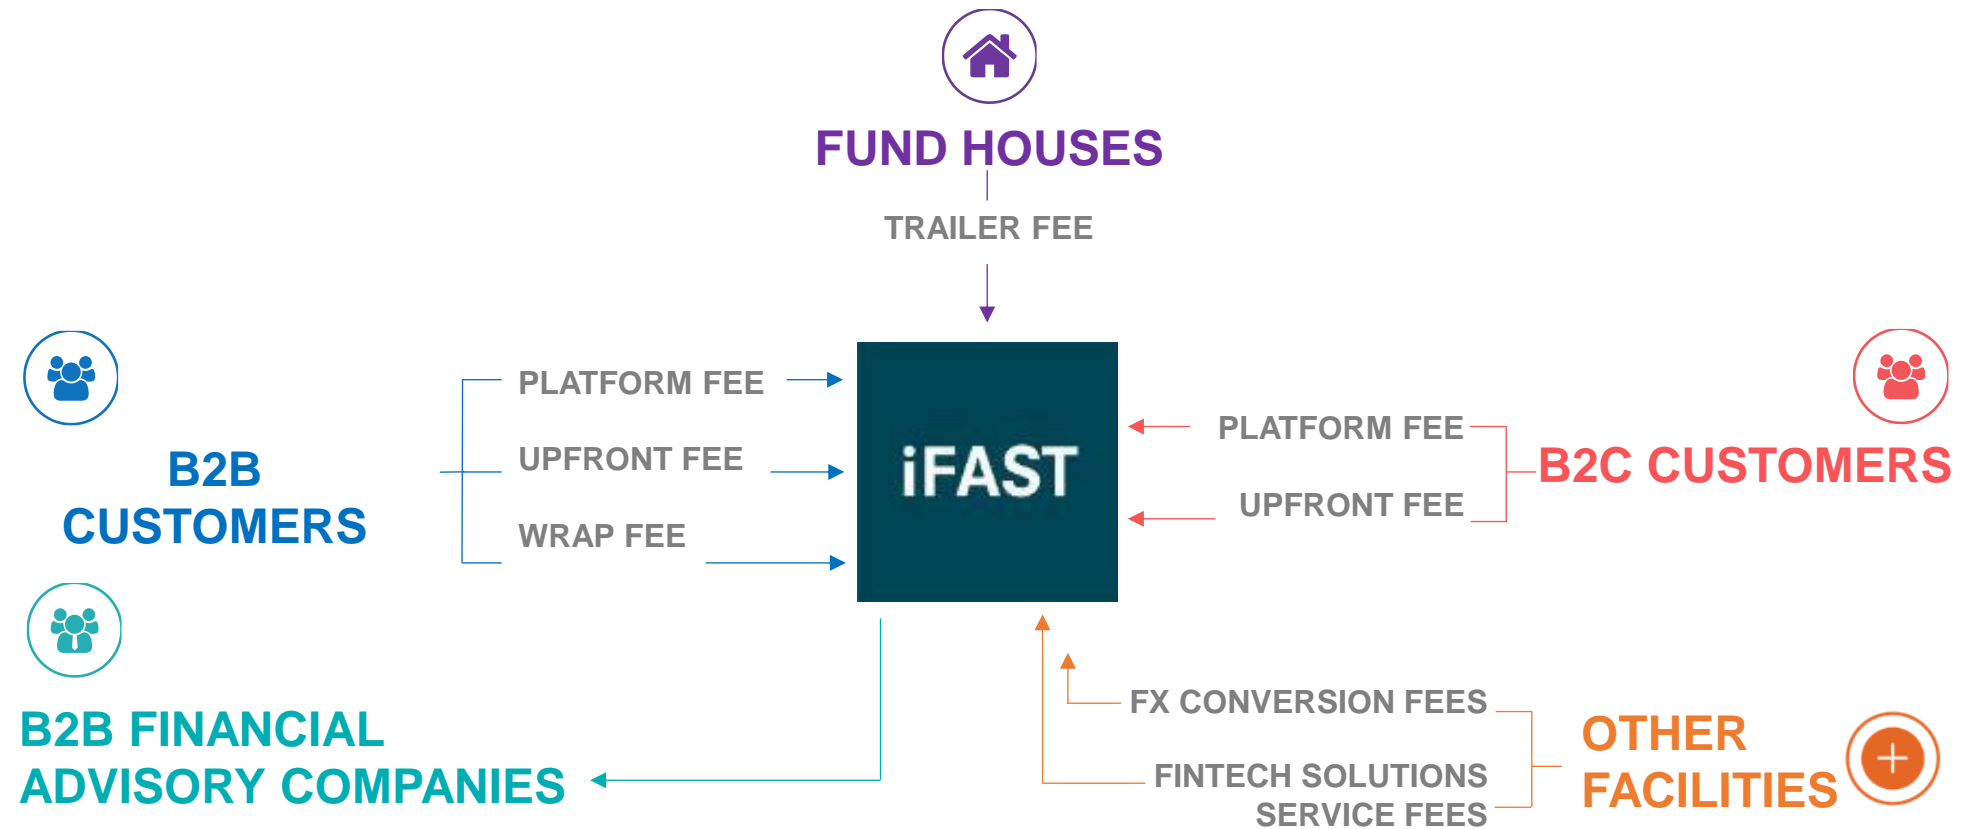 FUND HOUSES
TRAILER FEE
B2B
CUSTOMERS
PLATFORM FEE
UPFRONT FEE
WRAP FEE
iFAST
PLATFORM FEE
UPFRONT FEE
B2C CUSTOMERS
B2B FINANCIAL
ADVISORY COMPANIES
FX CONVERSION FEES
FINTECH SOLUTIONS
SERVICE FEES
OTHER
FACILITIES